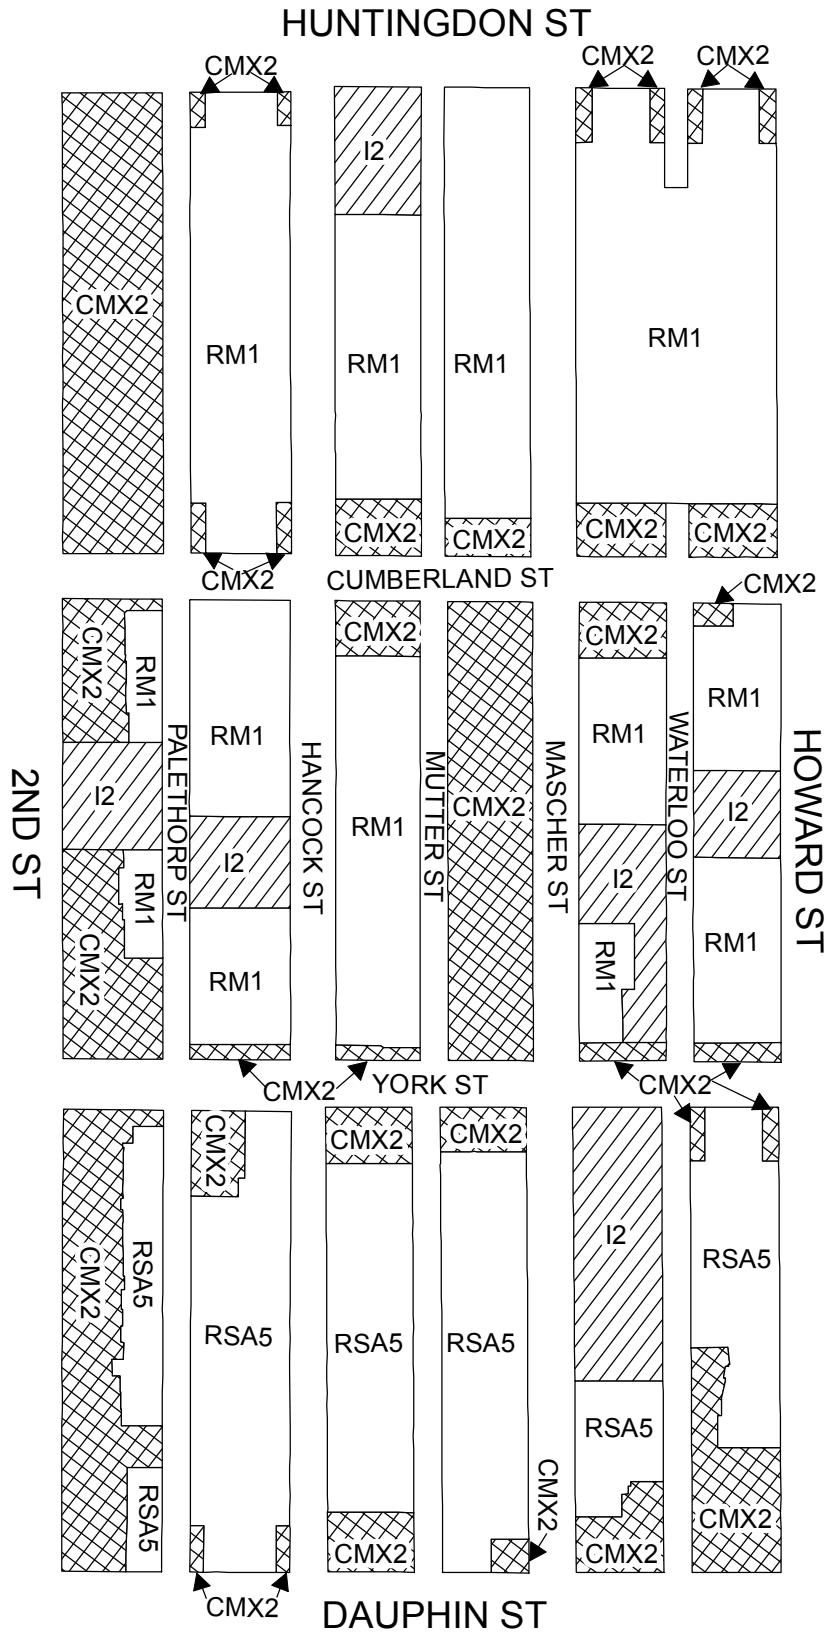 HUNTINGDON ST
CMX2
CMX2
CMX2
I2
CMX2
RM1
RM1
RM1
RM1
CMX2
CMX2
CMX2
CMX2
CMX2
CUMBERLAND ST
CMX2
CMX2
RM1
CMX2
CMX2
RM1
RM1
RM1
RM1
2ND ST
I2
PALETHORP ST
HANCOCK ST
RM1
MUTTER ST
CMX2
MASCHER ST
WATERLOO ST
I2
HOWARD ST
I2
I2
RM1
CMX2
RM1
RM1
RM1
CMX2
YORK ST
CMX2
CMX2
CMX2
CMX2
CMX2
RSA5
I2
RSA5
RSA5
RSA5
RSA5
RSA5
RSA5
CMX2
CMX2
CMX2
CMX2
CMX2
DAUPHIN ST